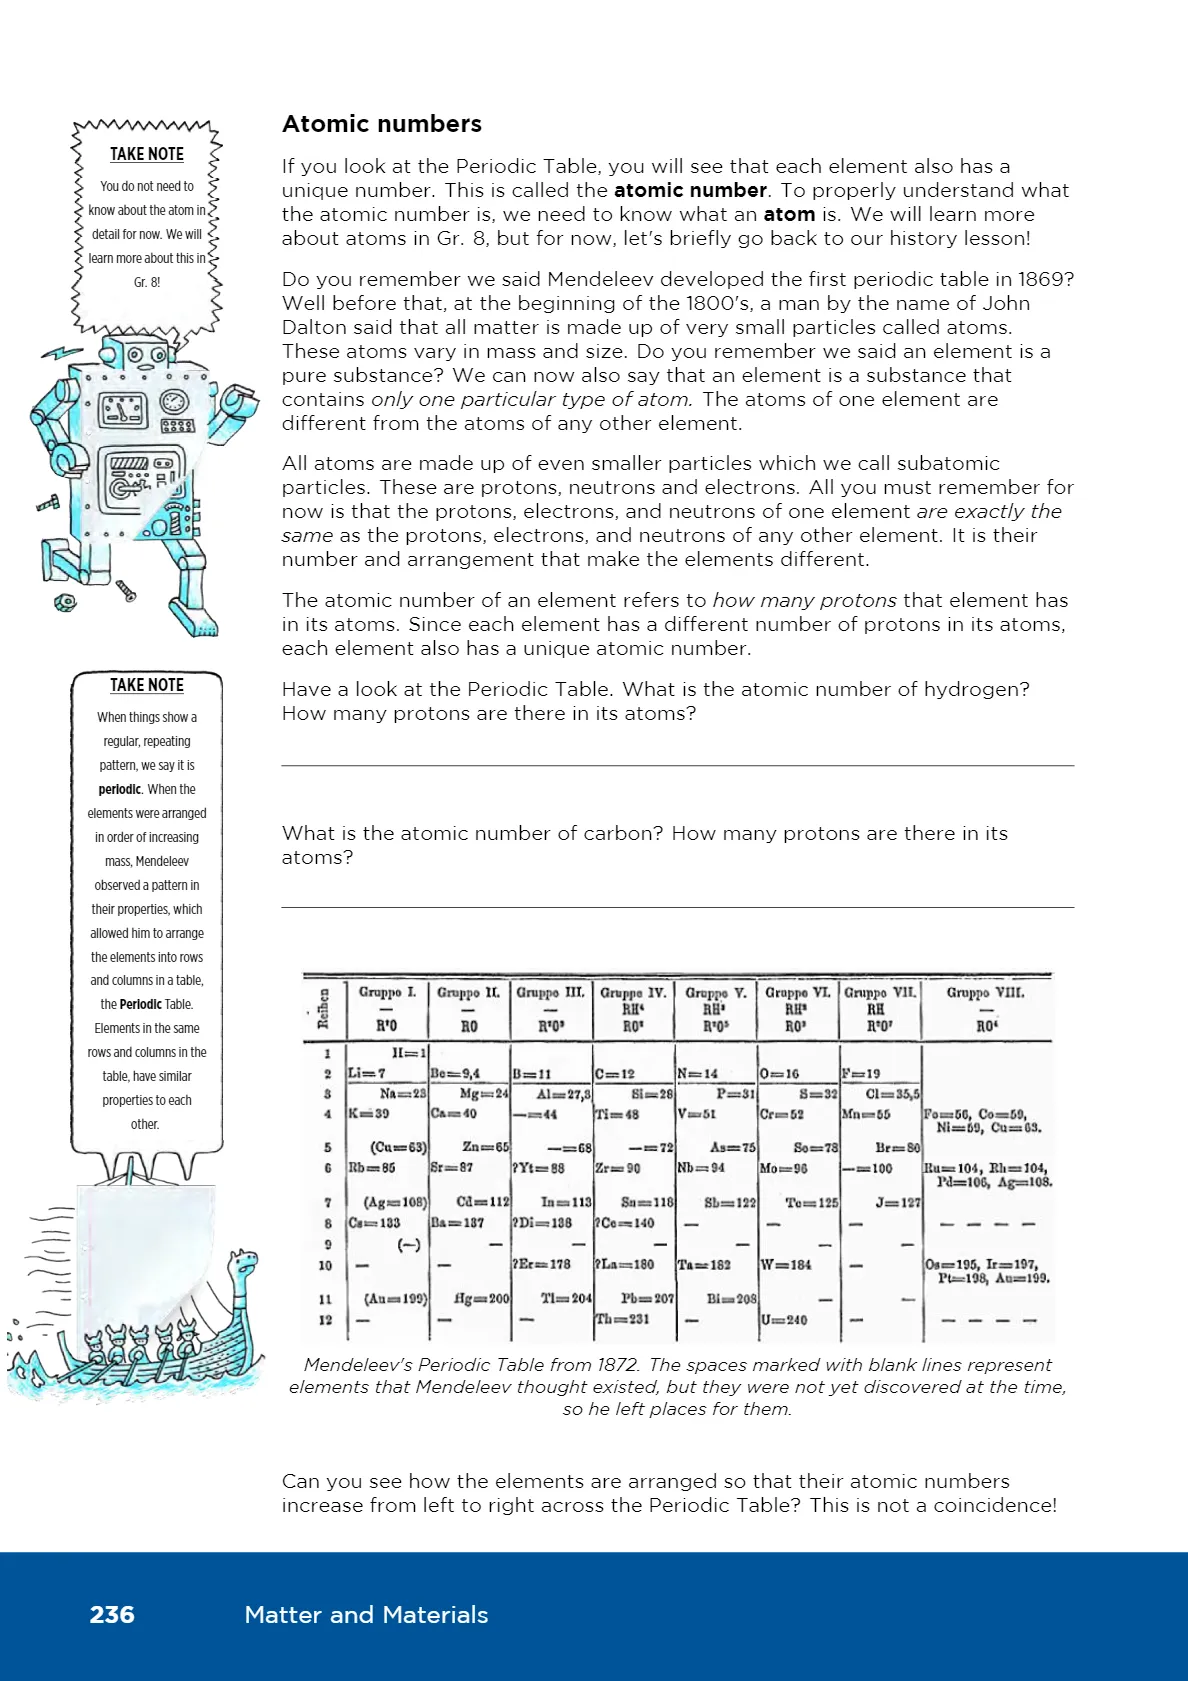 TAKE NOTE
You do not need to
know about the atom in
detail for now. We will
learn more about this in
Gr. 8!
Atomic numbers
If you look at the Periodic Table, you will see that each element also has a
unique number. This is called the atomic number. To properly understand what
the atomic number is, we need to know what an atom is. We will learn more
about atoms in Gr. 8, but for now, let's briefly go back to our history lesson!
Do you remember we said Mendeleev developed the first periodic table in 1869?
Well before that, at the beginning of the 1800's, a man by the name of John
Dalton said that all matter is made up of very small particles called atoms.
These atoms vary in mass and size. Do you remember we said an element is a
pure substance? We can now also say that an element is a substance that
contains only one particular type of atom. The atoms of one element are
different from the atoms of any other element.
All atoms are made up of even smaller particles which we call subatomic
particles. These are protons, neutrons and electrons. All you must remember for
now is that the protons, electrons, and neutrons of one element are exactly the
same as the protons, electrons, and neutrons of any other element. It is their
number and arrangement that make the elements different.
The atomic number of an element refers to how many protons that element has
in its atoms. Since each element has a different number of protons in its atoms,
each element also has a unique atomic number.
Have a look at the Periodic Table. What is the atomic number of hydrogen?
How many protons are there in its atoms?
What is the atomic number of carbon? How many protons are there in its
atoms?
TAKE NOTE
When things show a
regular, repeating
pattern, we say it is
periodic. When the
elements were arranged
in order of increasing
mass, Mendeleev
observed a pattern in
their properties, which
allowed him to arrange
the elements into rows
and columns in a table,
the Periodic Table.
Elements in the same
rows and columns in the
table, have similar
properties to each
other.
Reihen Gruppo I. Gruppo II. Gruppo III. Gruppo IV. Gruppo V. Gruppo VI. Gruppo VII. Gruppo VIII.
— — — RH⁴ RH³ RH² RH —
R²O RO R²O³ RO² R²O⁵ RO³ R²O⁷ RO⁴
1 H=1
2 Li=7 Be=9,4 B=11 C=12 N=14 O=16 F=19
3 Na=23 Mg=24 Al=27,3 Si=28 P=31 S=32 Cl=35,5
4 K=39 Ca=40 —=44 Ti=48 V=51 Cr=52 Mn=55 Fo=56, Co=59,
Ni=59, Cu=63.
5 (Cu=63) Zn=65 —=68 —=72 As=75 So=78 Br=80
6 Rb=85 Sr=87 ?Yt=88 Zr=90 Nb=94 Mo=96 —=100 Ru=104, Rh=104,
Pd=106, Ag=108.
7 (Ag=108) Cd=112 In=113 Sn=118 Sb=122 To=125 J=127
8 Cs=133 Ba=137 ?Di=138 ?Ce=140 — — — — — — —
9 (—) — — — — — —
10 — — ?Er=178 ?La=180 Ta=182 W=184 — Os=195, Ir=197,
Pt=198, Au=199.
11 (Au=199) Hg=200 Tl=204 Pb=207 Bi=208 — —
12 — — — Th=231 — U=240 — — — — —
Mendeleev's Periodic Table from 1872. The spaces marked with blank lines represent
elements that Mendeleev thought existed, but they were not yet discovered at the time,
so he left places for them.
Can you see how the elements are arranged so that their atomic numbers
increase from left to right across the Periodic Table? This is not a coincidence!
236 Matter and Materials